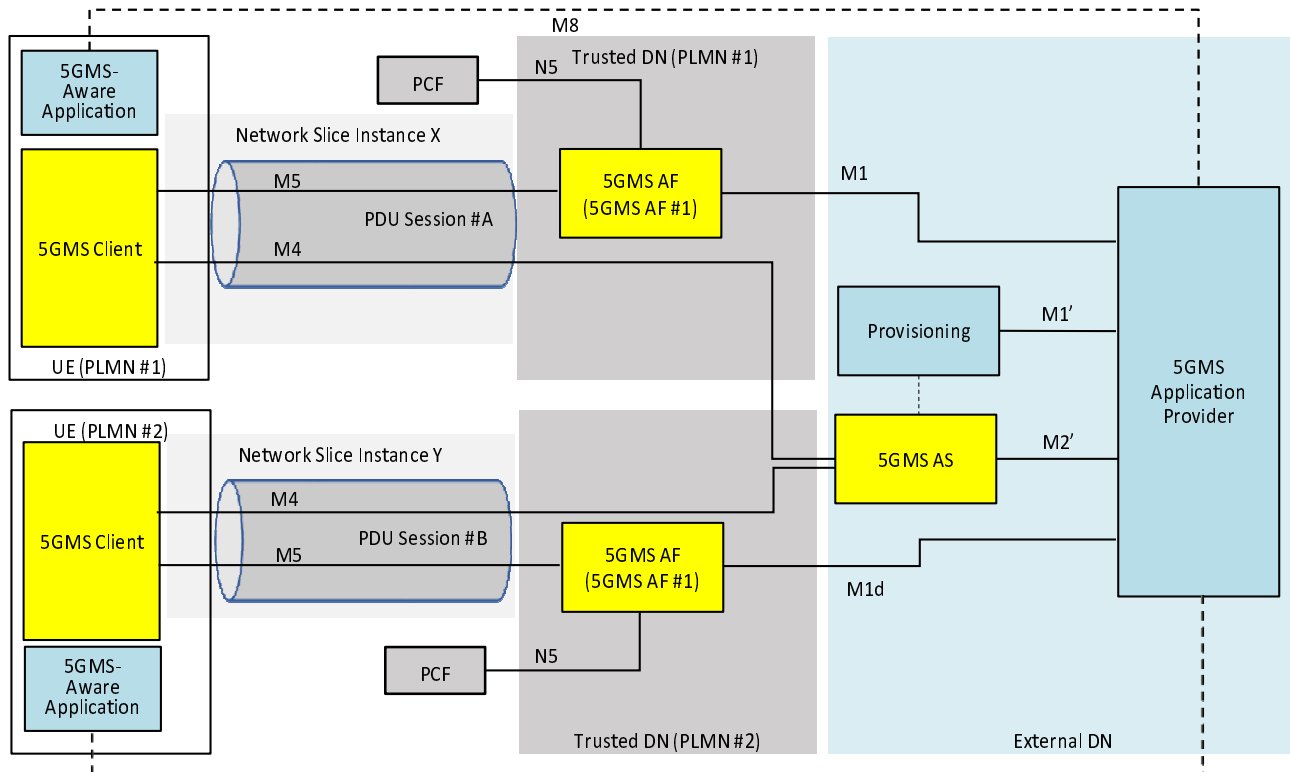 M8
5GMS-
Aware
Application
5GMS Client
UE (PLMN #1)
PCF
N5
Trusted DN (PLMN #1)
Network Slice Instance X
M5
PDU Session #A
M4
5GMS AF
(5GMS AF #1)
M1
Provisioning
M1’
5GMS
Application
Provider
5GMS AS
M2’
UE (PLMN #2)
5GMS Client
5GMS-
Aware
Application
Network Slice Instance Y
M4
PDU Session #B
M5
5GMS AF
(5GMS AF #1)
M1d
PCF
N5
Trusted DN (PLMN #2)
External DN